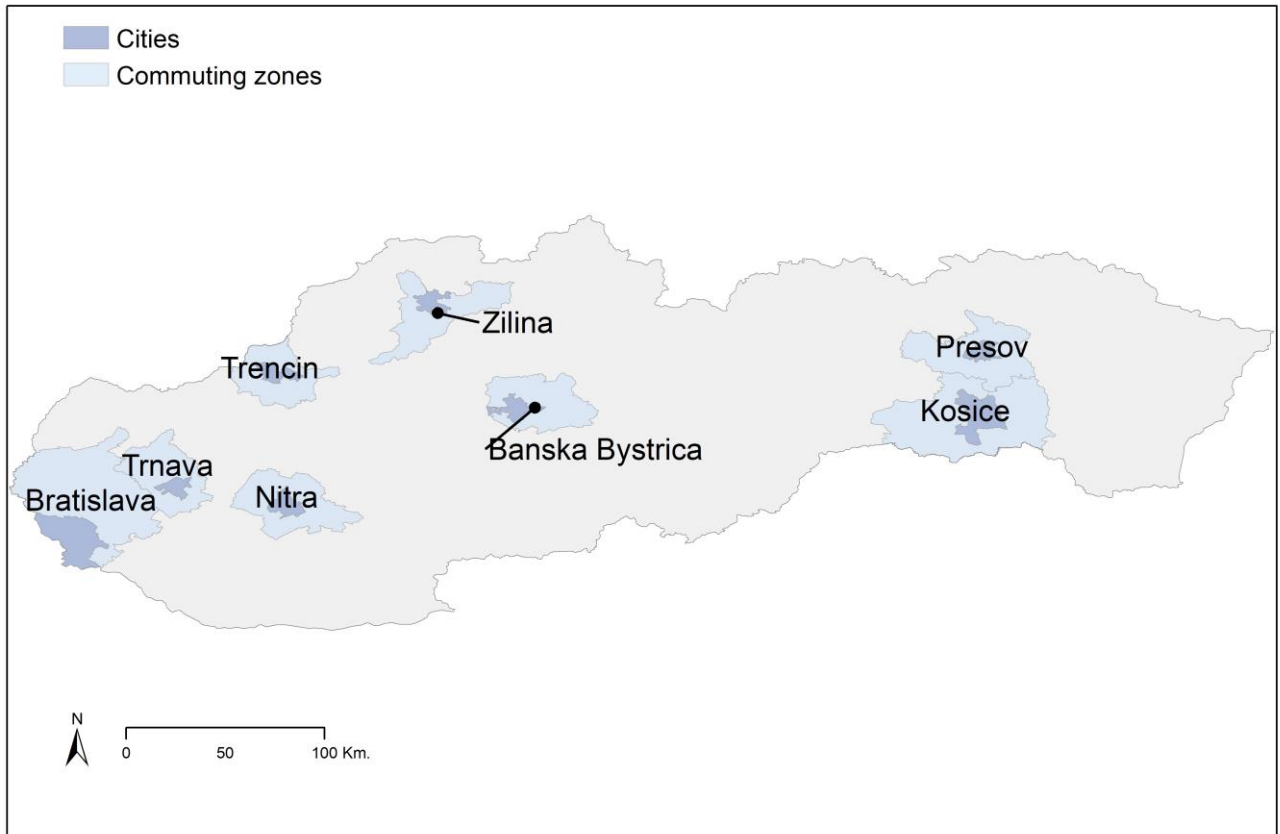 Cities
Commuting zones
Zilina
Trencin
Presov
Kosice
Banska Bystrica
Trnava
Bratislava
Nitra
N
0 50 100 Km.